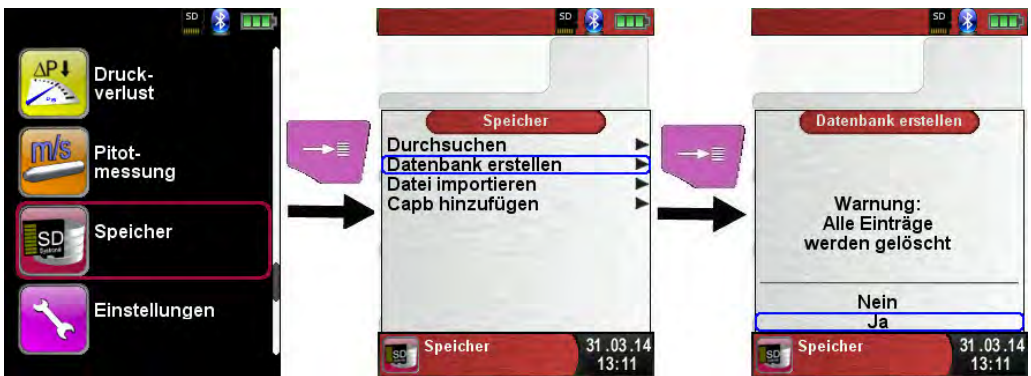 SD
ΔP
Druck-
verlust
m/s
Pitot-
messung
SD
Systronik
Speicher
Einstellungen
SD
Speicher
Durchsuchen
Datenbank erstellen
Datei importieren
Capb hinzufügen
SD
Speicher
31.03.14
13:11
SD
Datenbank erstellen
Warnung:
Alle Einträge
werden gelöscht
Nein
Ja
SD
Speicher
31.03.14
13:11